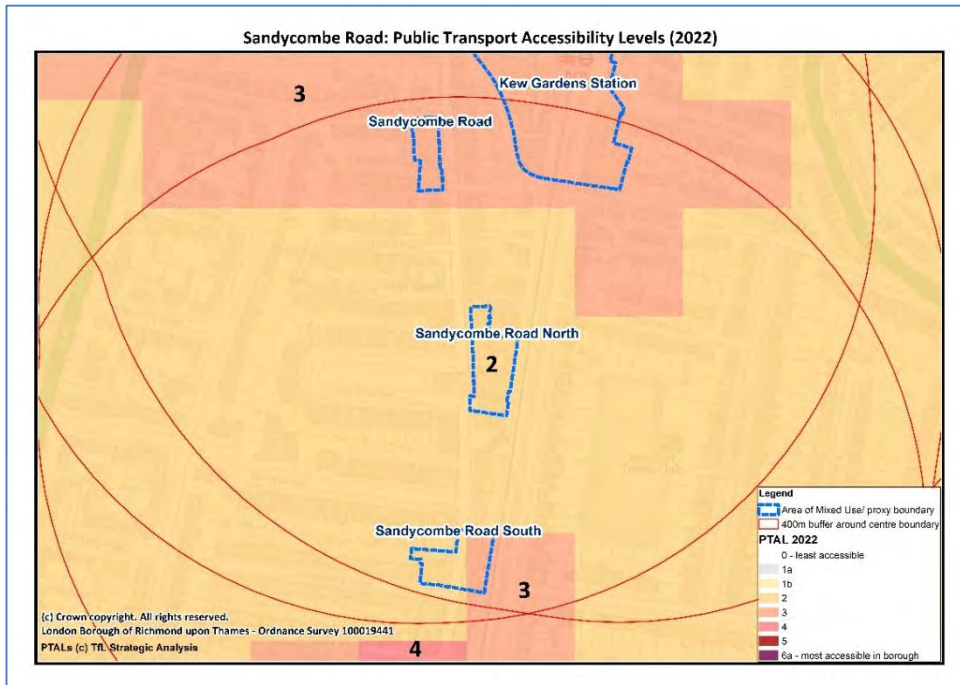 Sandycombe Road: Public Transport Accessibility Levels (2022)
Kew Gardens Station
3
Sandycombe Road
Sandycombe Road North
2
Sandycombe Road South
3
4
Legend
Area of Mixed Use/ proxy boundary
400m buffer around centre boundary
PTAL 2022
0 - least accessible
1a
1b
2
3
4
5
6a - most accessible in borough
(c) Crown copyright. All rights reserved.
London Borough of Richmond upon Thames - Ordnance Survey 100019441
PTALs (c) TfL Strategic Analysis